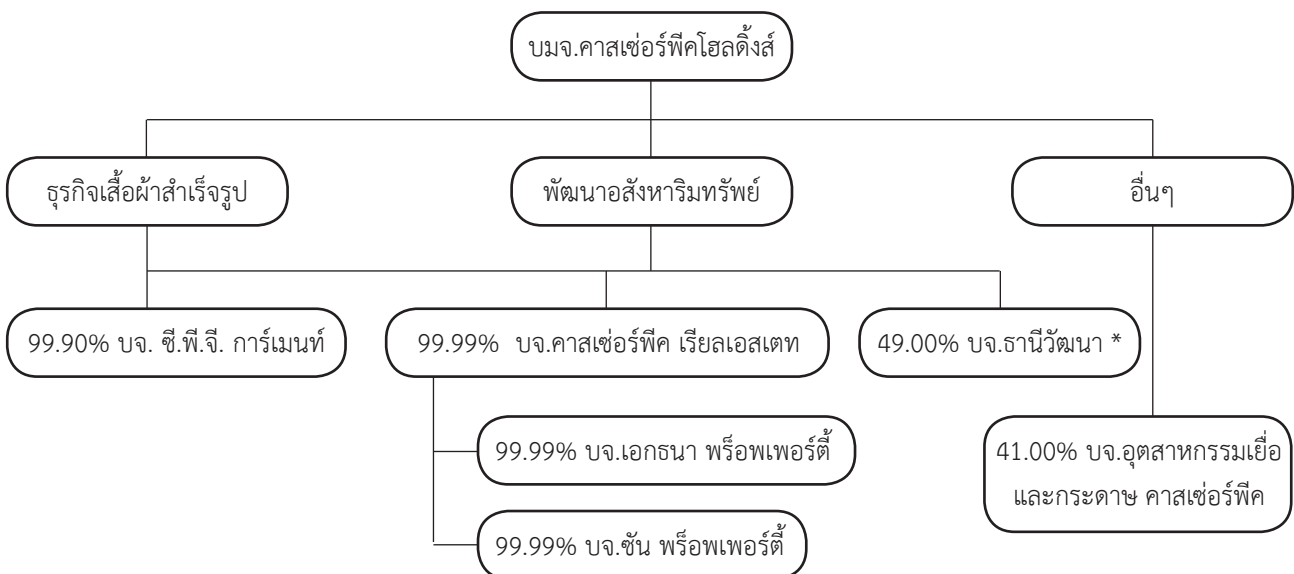 บมจ.คาสเซ่อร์พีคโฮลดิ้งส์
ธุรกิจเสื้อผ้าสำเร็จรูป
พัฒนาอสังหาริมทรัพย์
อื่นๆ
99.90% บจ. ซี.พี.จี. การ์เมนท์
99.99% บจ.คาสเซ่อร์พีค เรียลเอสเตท
49.00% บจ.ธานีวัฒนา *
99.99% บจ.เอกธนา พร็อพเพอร์ตี้
99.99% บจ.ซัน พร็อพเพอร์ตี้
41.00% บจ.อุตสาหกรรมเยื่อ
และกระดาษ คาสเซ่อร์พีค